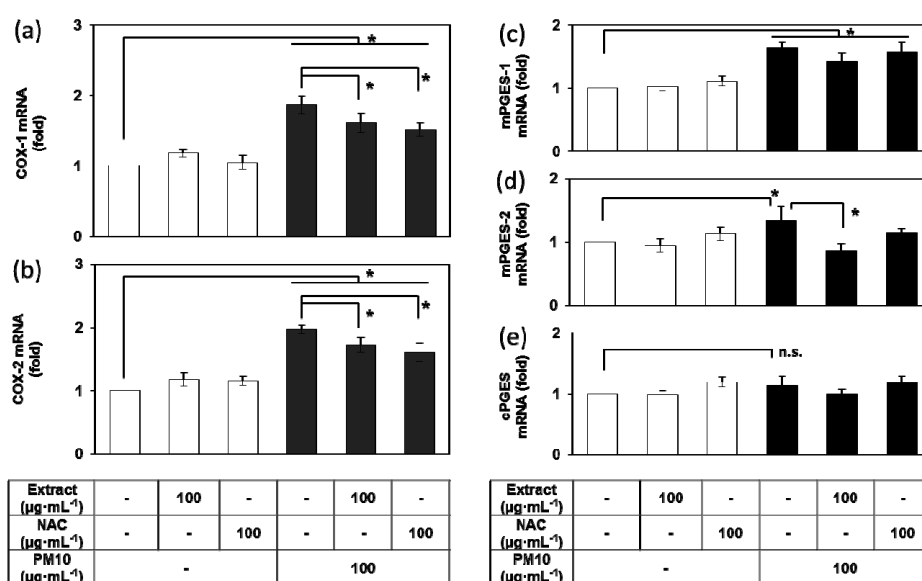 (a)
COX-1 mRNA
(fold)
3
2
1
0
*
*
*
(b)
COX-2 mRNA
(fold)
3
2
1
0
*
*
*
Extract
(µg·mL-1)
- 100 - - 100 -
NAC
(µg·mL-1)
- - 100 - - 100
PM10
(µg·mL-1)
- 100
(c)
mPGES-1
mRNA (fold)
2
1
0
*
(d)
mPGES-2
mRNA (fold)
2
1
0
*
*
(e)
cPGES
mRNA (fold)
2
1
0
n.s.
Extract
(µg·mL-1)
- 100 - - 100 -
NAC
(µg·mL-1)
- - 100 - - 100
PM10
(µg·mL-1)
- 100